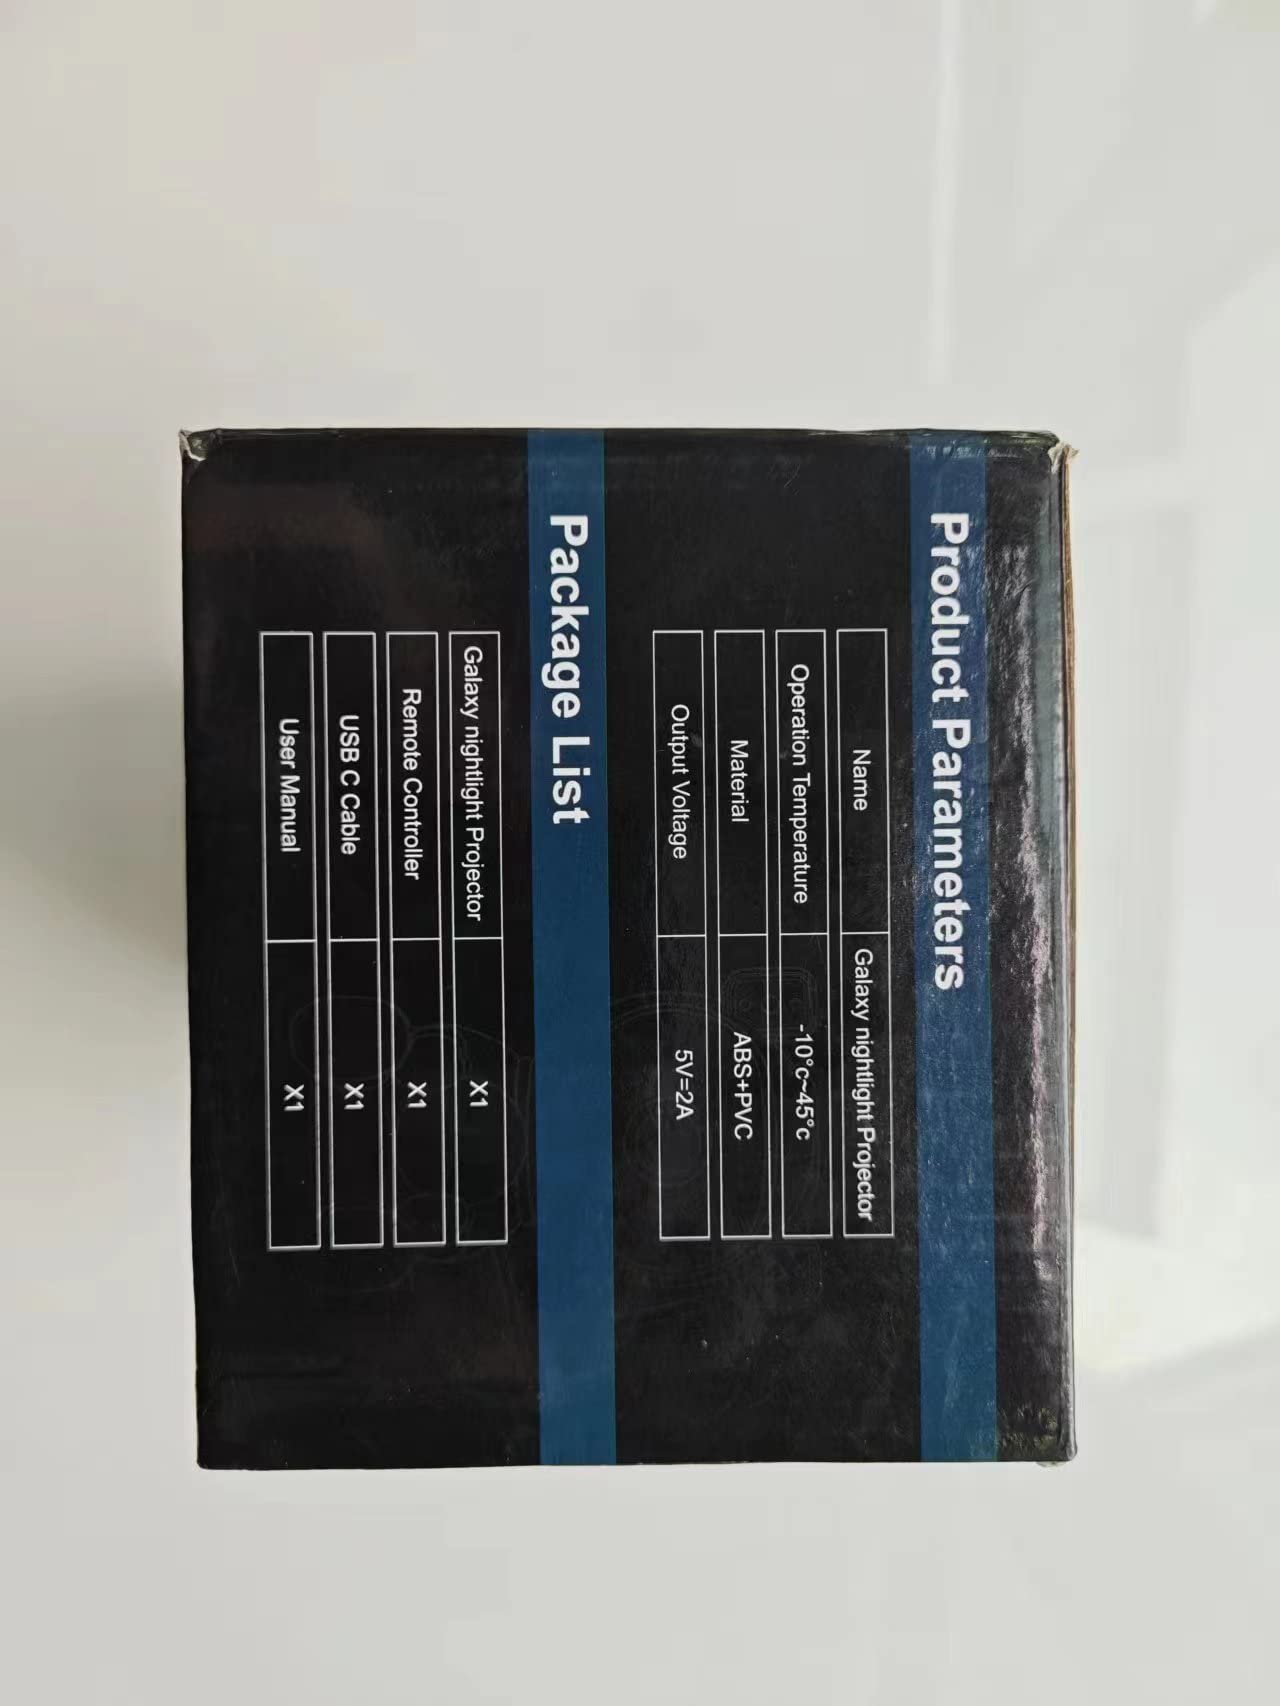 Product Parameters
Name Galaxy nightlight Projector
Operation Temperature -10°c~45°c
Material ABS+PVC
Output Voltage 5V=2A
Package List
Galaxy nightlight Projector X1
Remote Controller X1
USB C Cable X1
User Manual X1